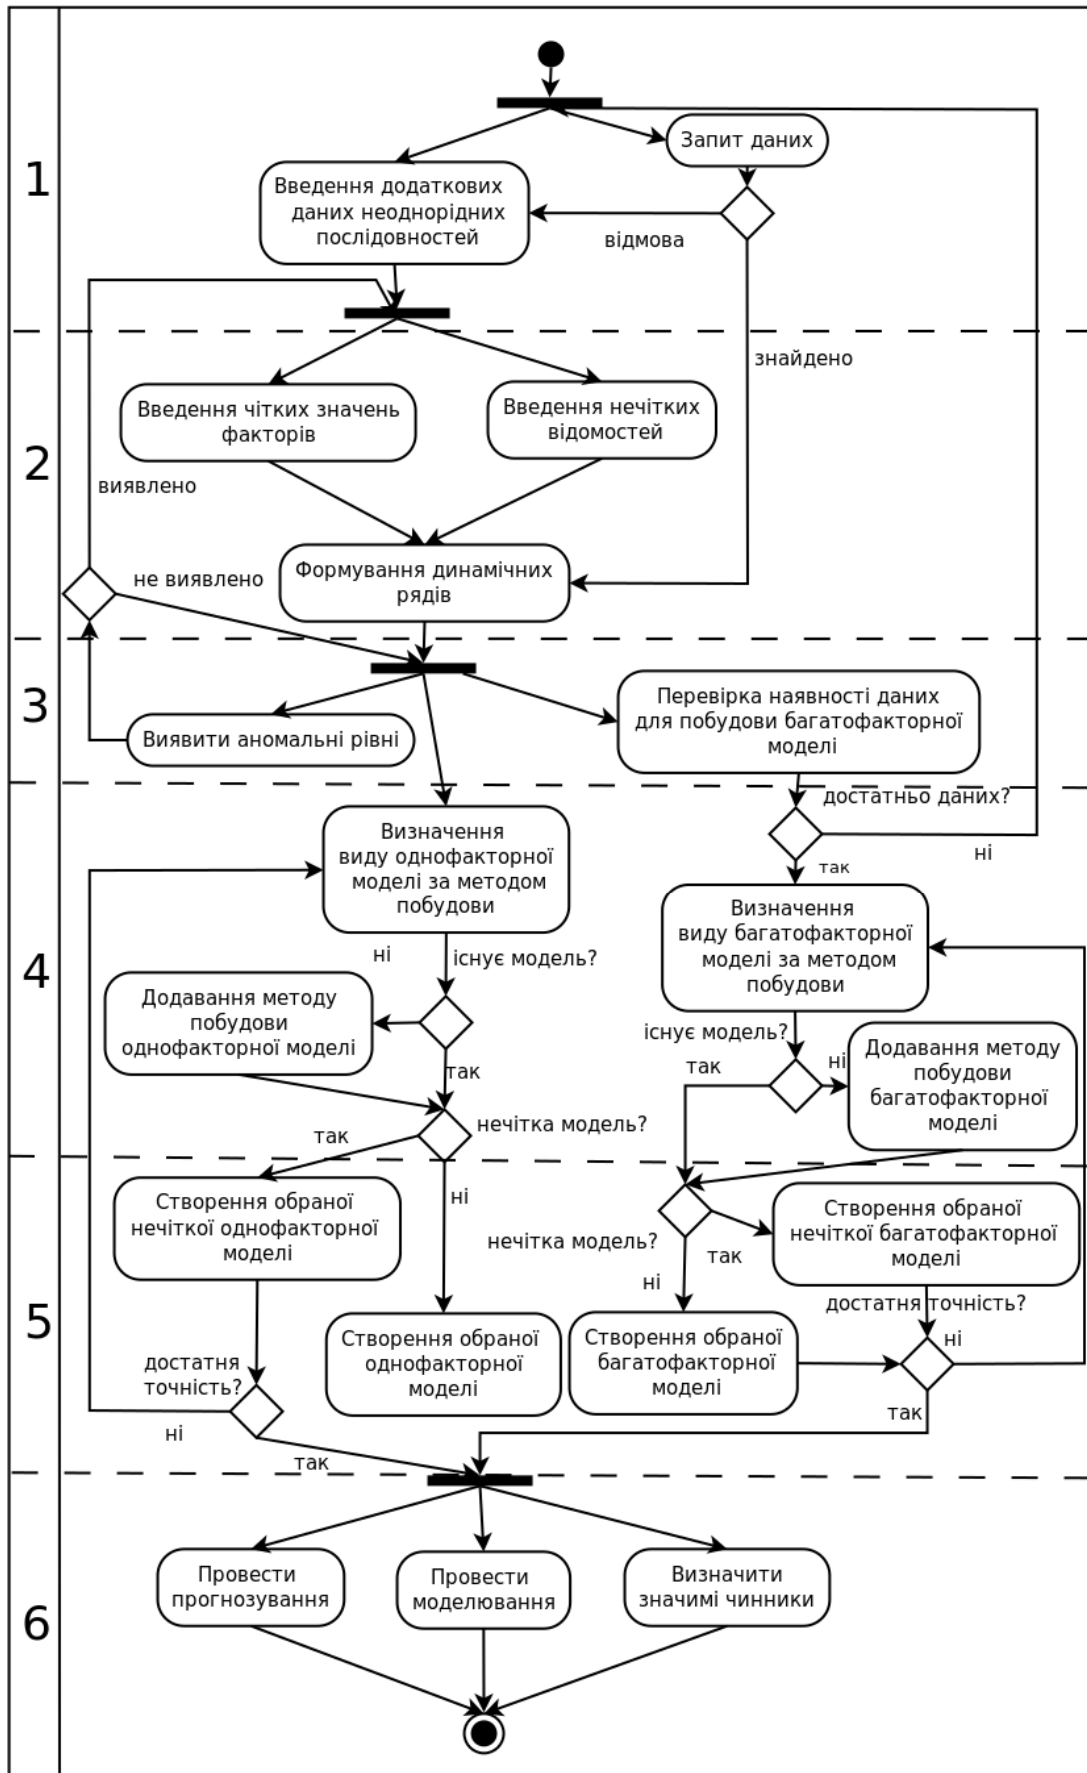 1
Запит даних
Введення додаткових
даних неоднорідних
послідовностей
відмова
знайдено
2
Введення чітких значень
факторів
Введення нечітких
відомостей
виявлено
не виявлено
Формування динамічних
рядів
3
Виявити аномальні рівні
Перевірка наявності даних
для побудови багатофакторної
моделі
достатньо даних?
ні
так
4
Визначення
виду однофакторної
моделі за методом
побудови
ні
існує модель?
Додавання методу
побудови
однофакторної моделі
так
нечітка модель?
так
ні
Визначення
виду багатофакторної
моделі за методом
побудови
існує модель?
так
ні
Додавання методу
побудови
багатофакторної
моделі
5
Створення обраної
нечіткої однофакторної
моделі
достатня
точність?
ні
так
Створення обраної
однофакторної
моделі
нечітка модель?
так
ні
Створення обраної
нечіткої багатофакторної
моделі
достатня точність?
ні
Створення обраної
багатофакторної
моделі
так
6
Провести
прогнозування
Провести
моделювання
Визначити
значимі чинники